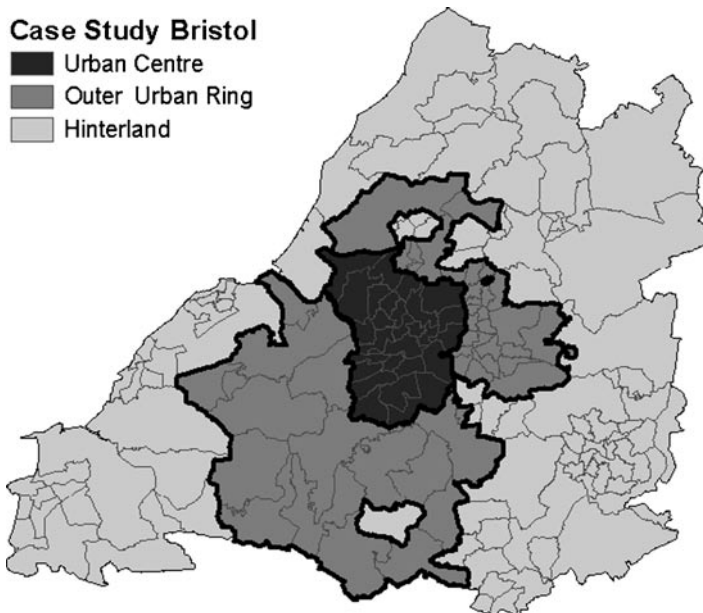 Case Study Bristol
Urban Centre
Outer Urban Ring
Hinterland